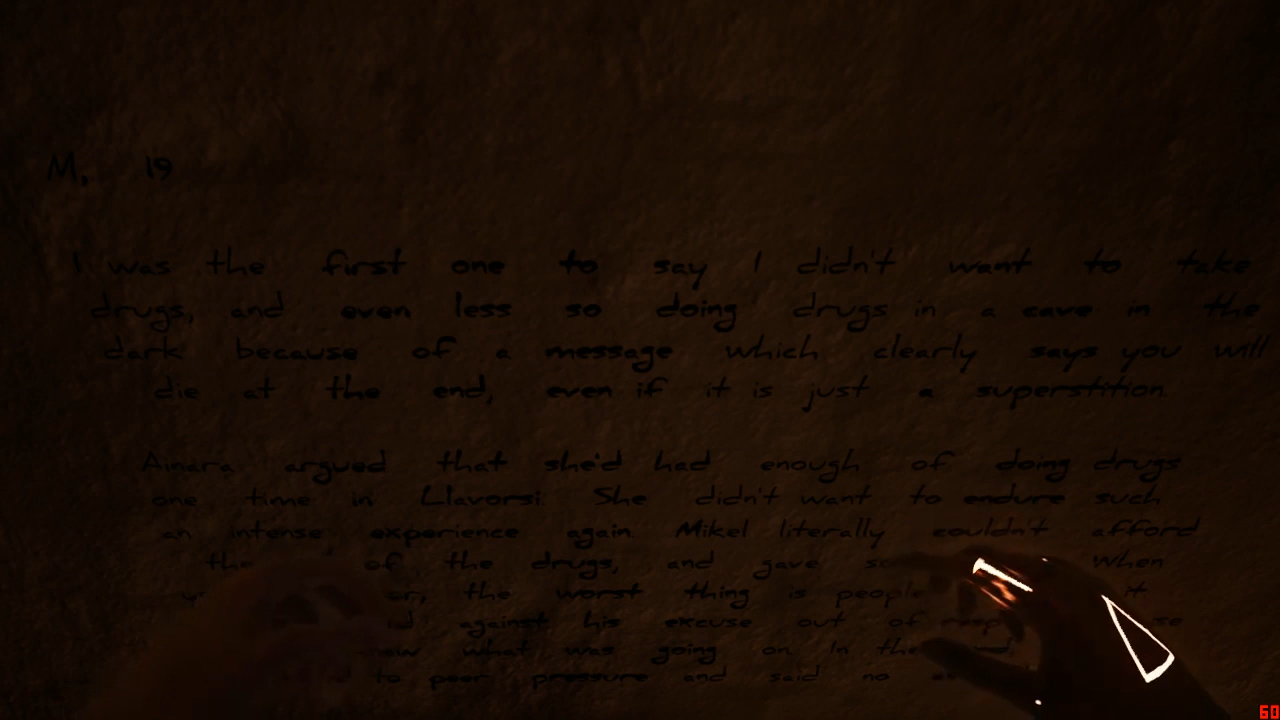 M, 19
I was the first one to say I didn't want to take
drugs, and even less so doing drugs in a cave in the
dark because of a message which clearly says you will
die at the end, even if it is just a superstition.
Ainara argued that she'd had enough of doing drugs
one time in Llavorsí. She didn't want to endure such
an intense experience again. Mikel literally couldn't afford
the of the drugs, and gave when
the worst thing is people it
against his excuse out of
what was going on. In the
to peer pressure and said no
60